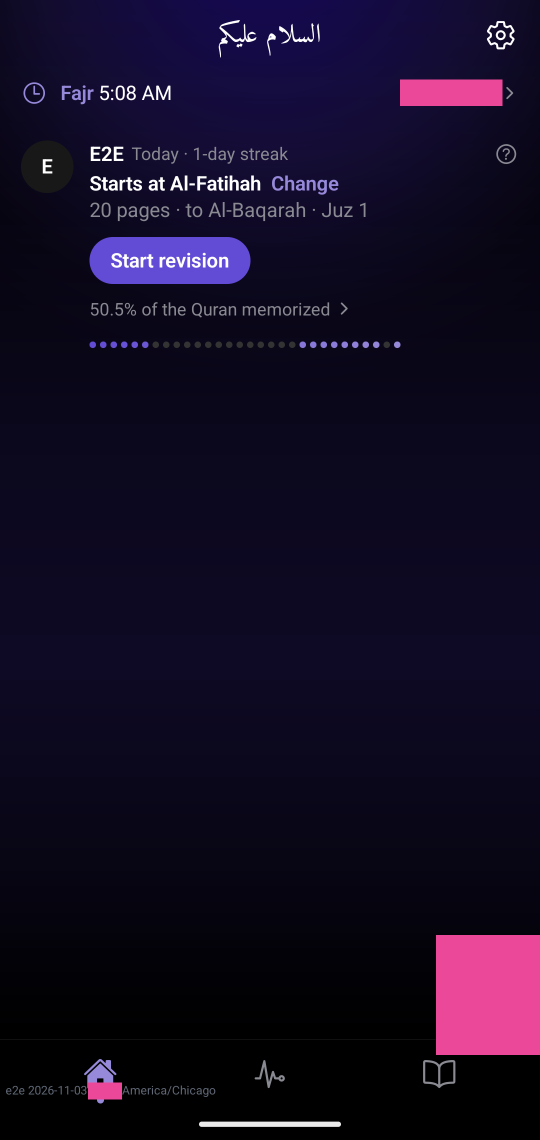 السلام عليكم
Fajr 5:08 AM
E
E2E Today · 1-day streak
Starts at Al-Fatihah Change
20 pages · to Al-Baqarah · Juz 1
Start revision
50.5% of the Quran memorized
e2e 2026-11-03 America/Chicago